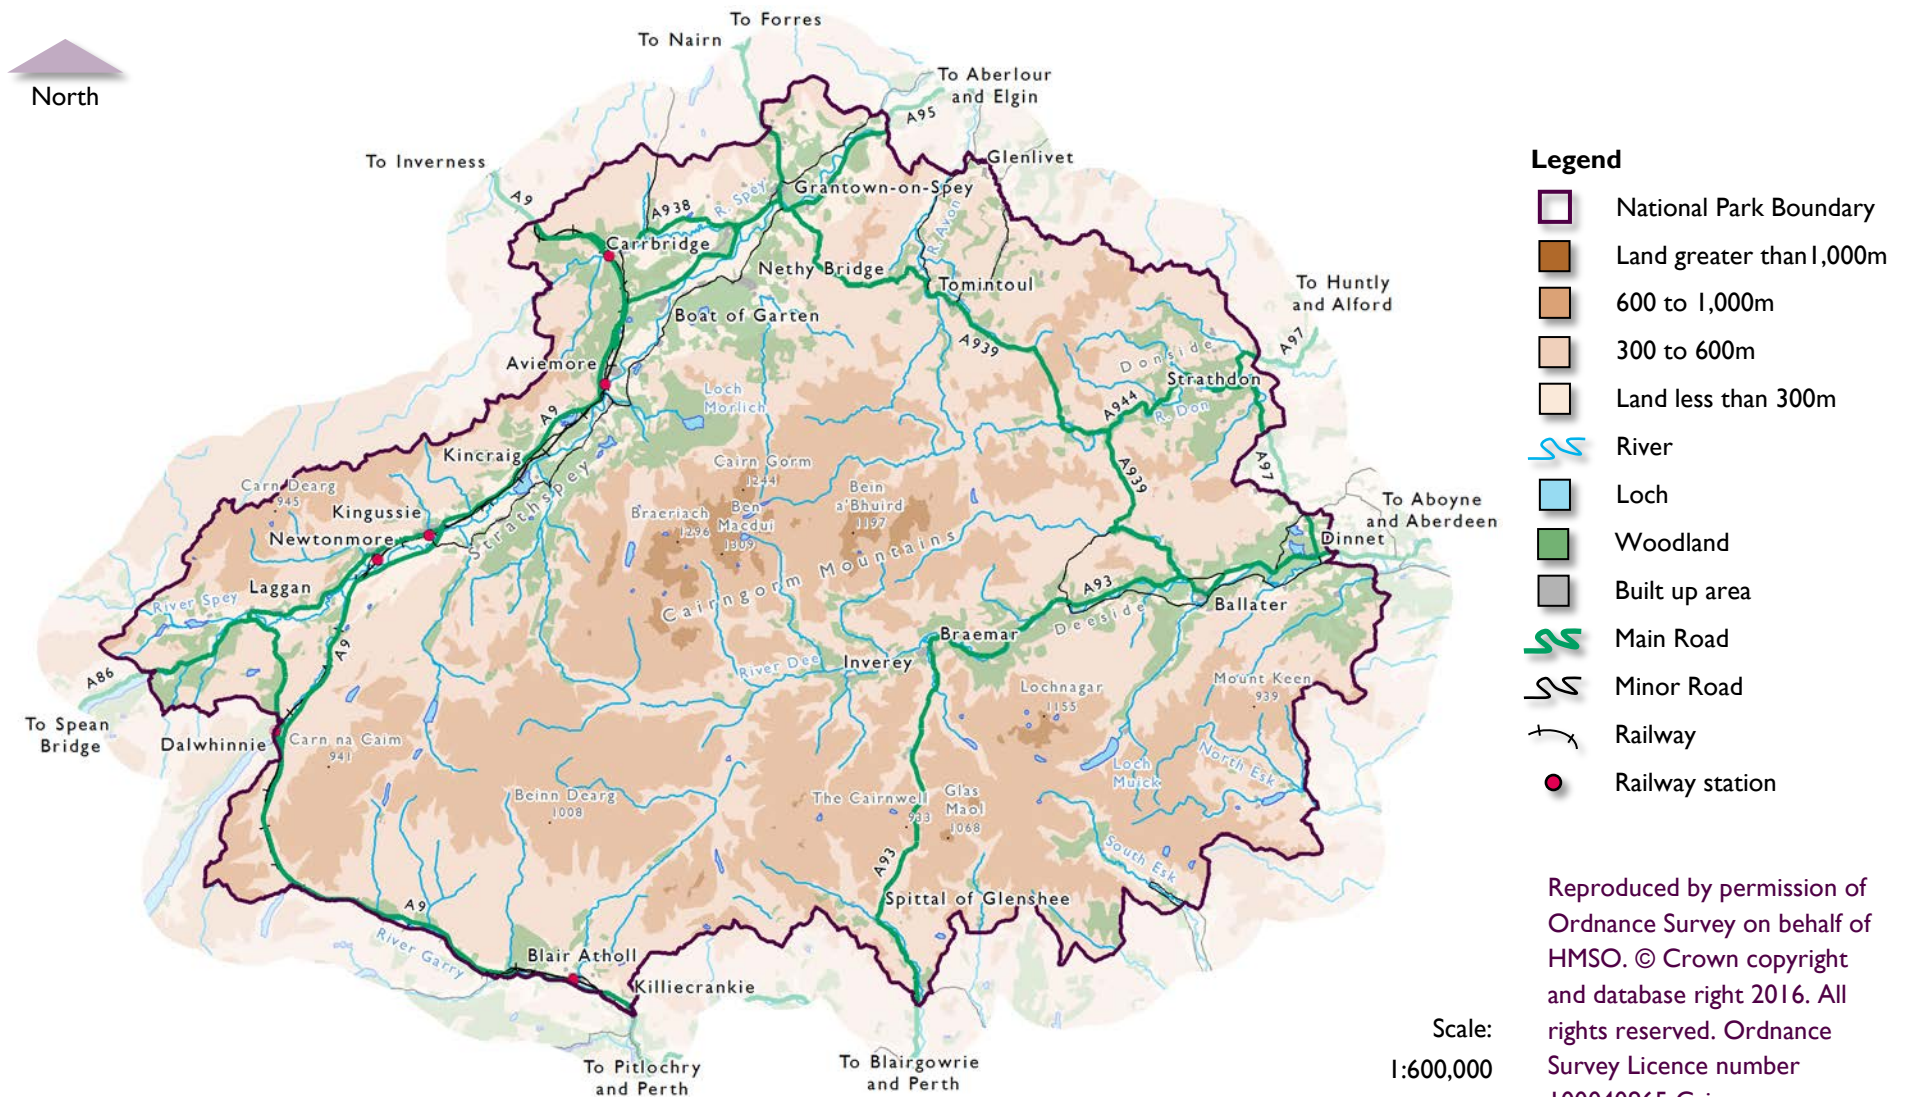 To Forres
To Nairn
North
To Aberlour
and Elgin
A95
To Inverness
Glenlivet
A9
Grantown-on-Spey
R. Spey
A938
R. Avon
Carrbridge
Nethy Bridge
Tomintoul
To Huntly
and Alford
Boat of Garten
A939
A97
Donside
Aviemore
Strathdon
Loch
Morlich
A944
R. Don
A9
Kincraig
Strathspey
Cairn Gorm
1244
A939
A97
Carn Dearg
945
Bein
a'Bhuird
1197
To Aboyne
and Aberdeen
Kingussie
Braeriach
1296
Ben
Macdui
1309
Newtonmore
Dinnet
Cairngorm Mountains
Laggan
A93
River Spey
Ballater
Deeside
Braemar
A9
River Dee
Inverey
A86
Lochnagar
1155
Mount Keen
939
To Spean
Bridge
Dalwhinnie
Carn na Caim
941
North Esk
Loch
Muick
Beinn Dearg
1008
The Cairnwell
933
Glas
Maol
1068
South Esk
A93
Spittal of Glenshee
A9
River Garry
Blair Atholl
Killiecrankie
To Pitlochry
and Perth
To Blairgowrie
and Perth
Scale:
1:600,000
Legend
National Park Boundary
Land greater than1,000m
600 to 1,000m
300 to 600m
Land less than 300m
River
Loch
Woodland
Built up area
Main Road
Minor Road
Railway
Railway station
Reproduced by permission of
Ordnance Survey on behalf of
HMSO. © Crown copyright
and database right 2016. All
rights reserved. Ordnance
Survey Licence number